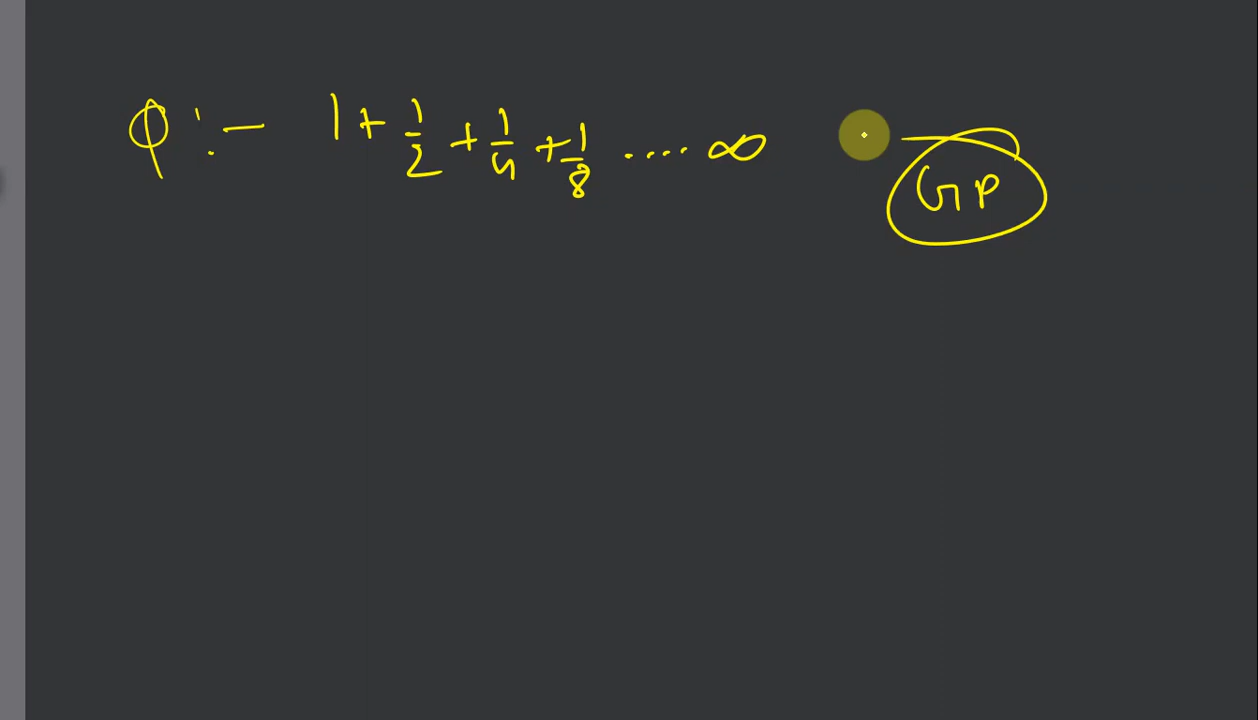 Q :- 1 + 1/2 + 1/4 + 1/8 ..... ∞
GP